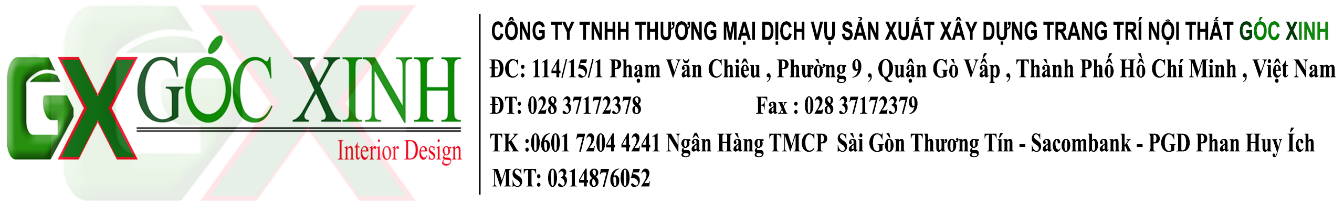 GX GÓC XINH
Interior Design
CÔNG TY TNHH THƯƠNG MẠI DỊCH VỤ SẢN XUẤT XÂY DỰNG TRANG TRÍ NỘI THẤT GÓC XINH
ĐC: 114/15/1 Phạm Văn Chiêu , Phường 9 , Quận Gò Vấp , Thành Phố Hồ Chí Minh , Việt Nam
ĐT: 028 37172378 Fax : 028 37172379
TK :0601 7204 4241 Ngân Hàng TMCP Sài Gòn Thương Tín - Sacombank - PGD Phan Huy Ích
MST: 0314876052